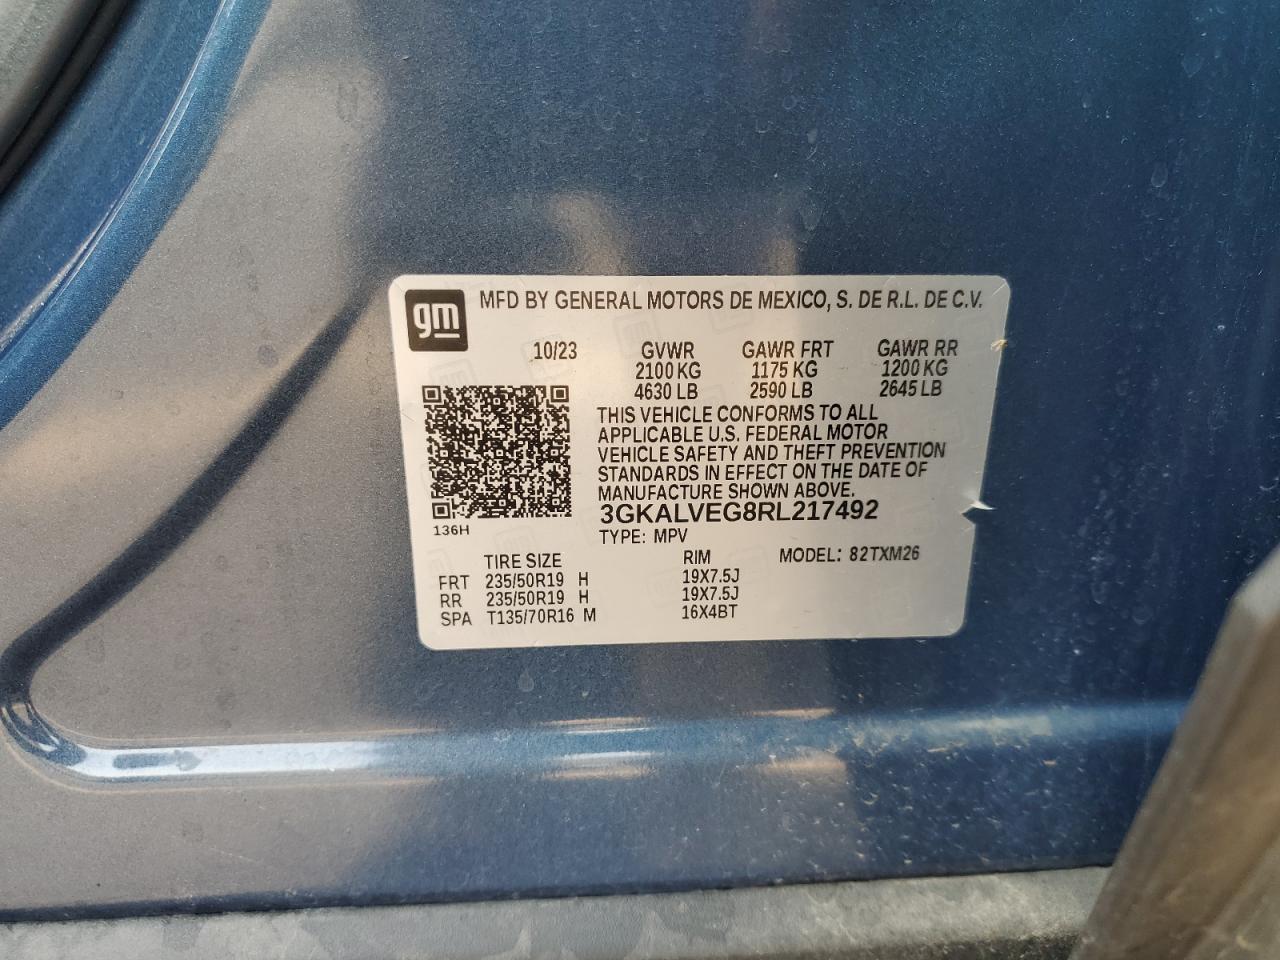 gm
MFD BY GENERAL MOTORS DE MEXICO, S. DE R.L. DE C.V.
10/23 GVWR GAWR FRT GAWR RR
2100 KG 1175 KG 1200 KG
4630 LB 2590 LB 2645 LB
THIS VEHICLE CONFORMS TO ALL
APPLICABLE U.S. FEDERAL MOTOR
VEHICLE SAFETY AND THEFT PREVENTION
STANDARDS IN EFFECT ON THE DATE OF
MANUFACTURE SHOWN ABOVE.
3GKALVEG8RL217492
136H
TYPE: MPV
TIRE SIZE RIM MODEL: 82TXM26
FRT 235/50R19 H 19X7.5J
RR 235/50R19 H 19X7.5J
SPA T135/70R16 M 16X4BT